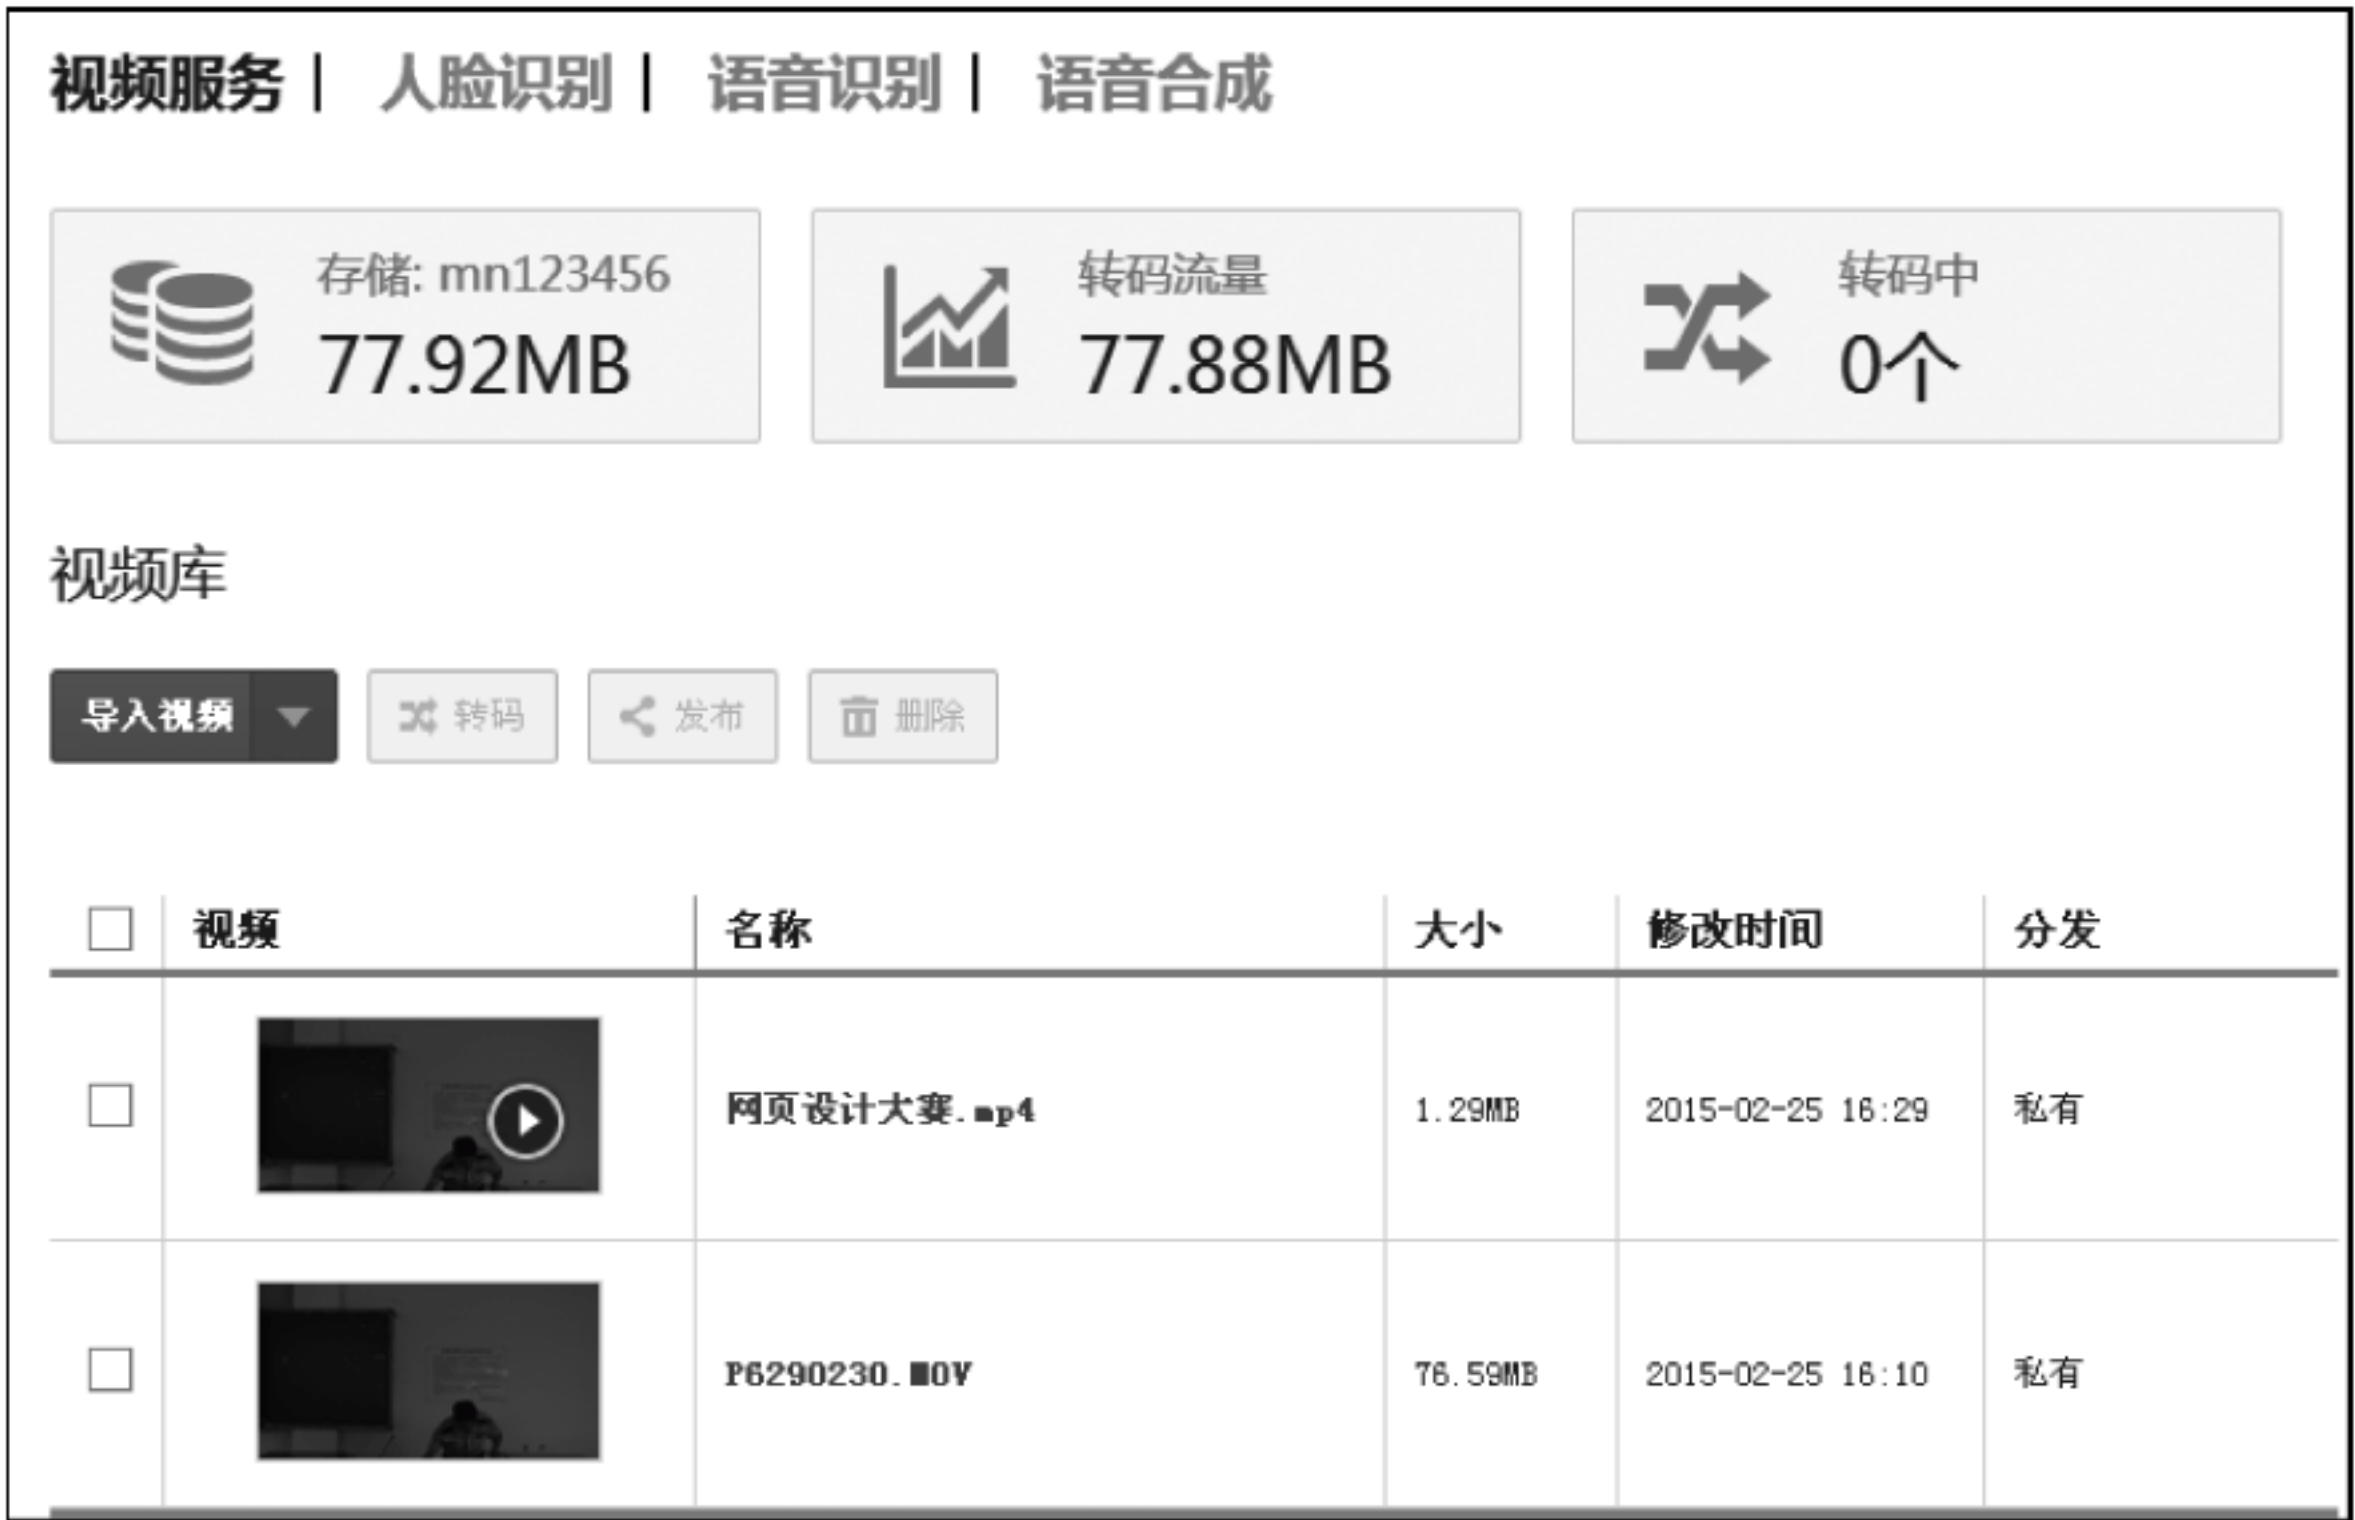 视频服务 | 人脸识别 | 语音识别 | 语音合成
存储: mn123456
77.92MB
转码流量
77.88MB
转码中
0个
视频库
导入视频 转码 发布 删除
视频 名称 大小 修改时间 分发
网页设计大赛.mp4 1.29MB 2015-02-25 16:29 私有
P6290230.MOV 76.59MB 2015-02-25 16:10 私有